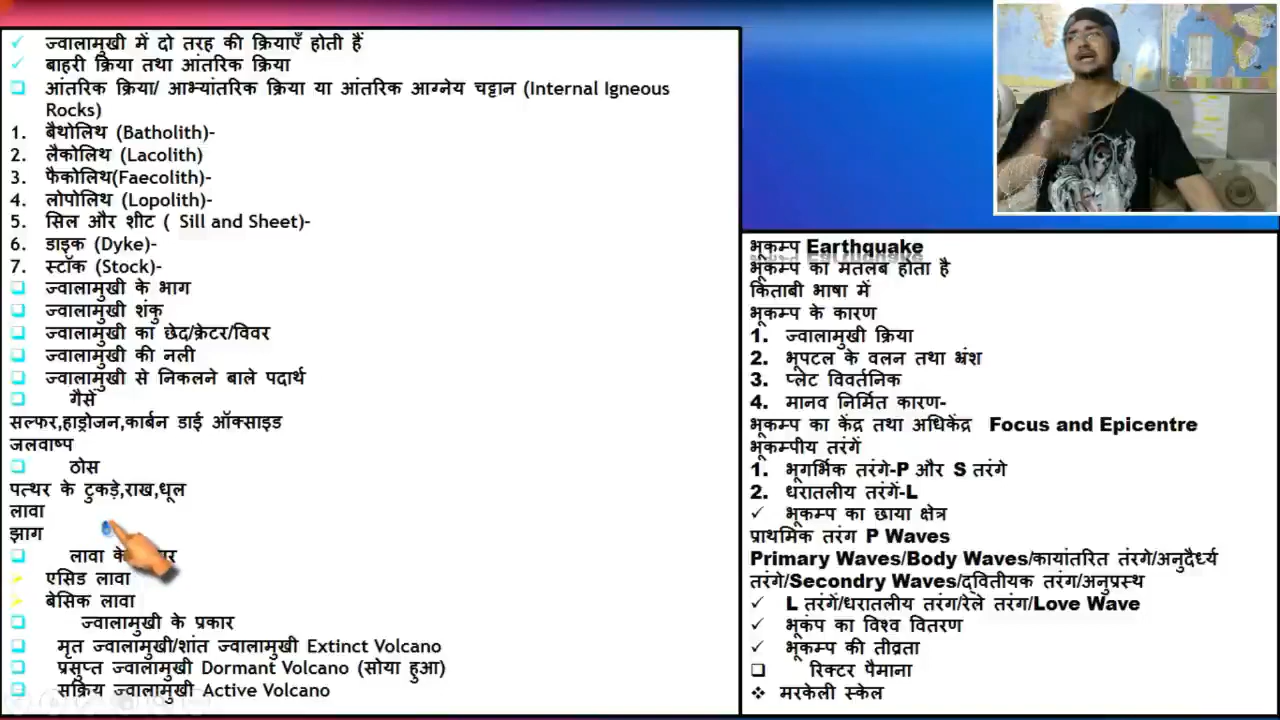 ज्वालामुखी में दो तरह की क्रियाएँ होती हैं
बाहरी क्रिया तथा आंतरिक क्रिया
आंतरिक क्रिया/ आभ्यांतरिक क्रिया या आंतरिक आग्नेय चट्टान (Internal Igneous
Rocks)
1. बैथोलिथ (Batholith)-
2. लैकोलिथ (Lacolith)
3. फैकोलिथ(Faecolith)-
4. लोपोलिथ (Lopolith)-
5. सिल और शीट ( Sill and Sheet)-
6. डाइक (Dyke)-
7. स्टॉक (Stock)-
ज्वालामुखी के भाग
ज्वालामुखी शंकु
ज्वालामुखी का छेद/क्रेटर/विवर
ज्वालामुखी की नली
ज्वालामुखी से निकलने बाले पदार्थ
गैसें
सल्फर,हाड्रोजन,कार्बन डाई ऑक्साइड
जलवाष्प
ठोस
पत्थर के टुकड़े,राख,धूल
लावा
झाग
लावा
एसिड लावा
बेसिक लावा
ज्वालामुखी के प्रकार
मृत ज्वालामुखी/शांत ज्वालामुखी Extinct Volcano
प्रसुप्त ज्वालामुखी Dormant Volcano (सोया हुआ)
सक्रिय ज्वालामुखी Active Volcano
भूकम्प Earthquake
भूकम्प का मतलब होता है
किताबी भाषा में
भूकम्प के कारण
1. ज्वालामुखी क्रिया
2. भूपटल के वलन तथा भ्रंश
3. प्लेट विवर्तनिक
4. मानव निर्मित कारण-
भूकम्प का केंद्र तथा अधिकेंद्र Focus and Epicentre
भूकम्पीय तरंगें
1. भूगर्भिक तरंगे-P और S तरंगे
2. धरातलीय तरंगें-L
भूकम्प का छाया क्षेत्र
प्राथमिक तरंग P Waves
Primary Waves/Body Waves/कायांतरित तंरगे/अनुदैर्ध्य
तरंगे/Secondry Waves/द्वितीयक तरंग/अनुप्रस्थ
L तरंगें/धरातलीय तरंग/रेले तरंग/Love Wave
भूकंप का विश्व वितरण
भूकम्प की तीव्रता
रिक्टर पैमाना
मरकेली स्केल